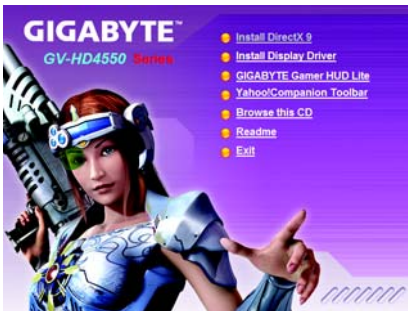 GIGABYTE™
GV-HD4550 Series
Install DirectX 9
Install Display Driver
GIGABYTE Gamer HUD Lite
Yahoo!Companion Toolbar
Browse this CD
Readme
Exit